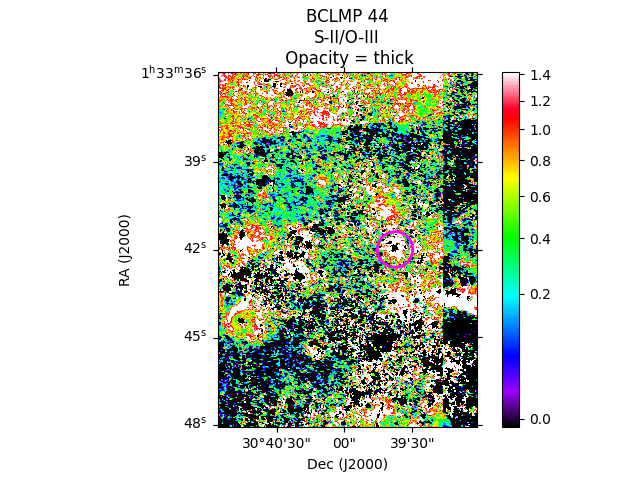 BCLMP 44
S-II/O-III
Opacity = thick
1ʰ33ᵐ36ˢ
39ˢ
42ˢ
45ˢ
48ˢ
RA (J2000)
30°40'30" 00" 39'30"
Dec (J2000)
1.4
1.2
1.0
0.8
0.6
0.4
0.2
0.0